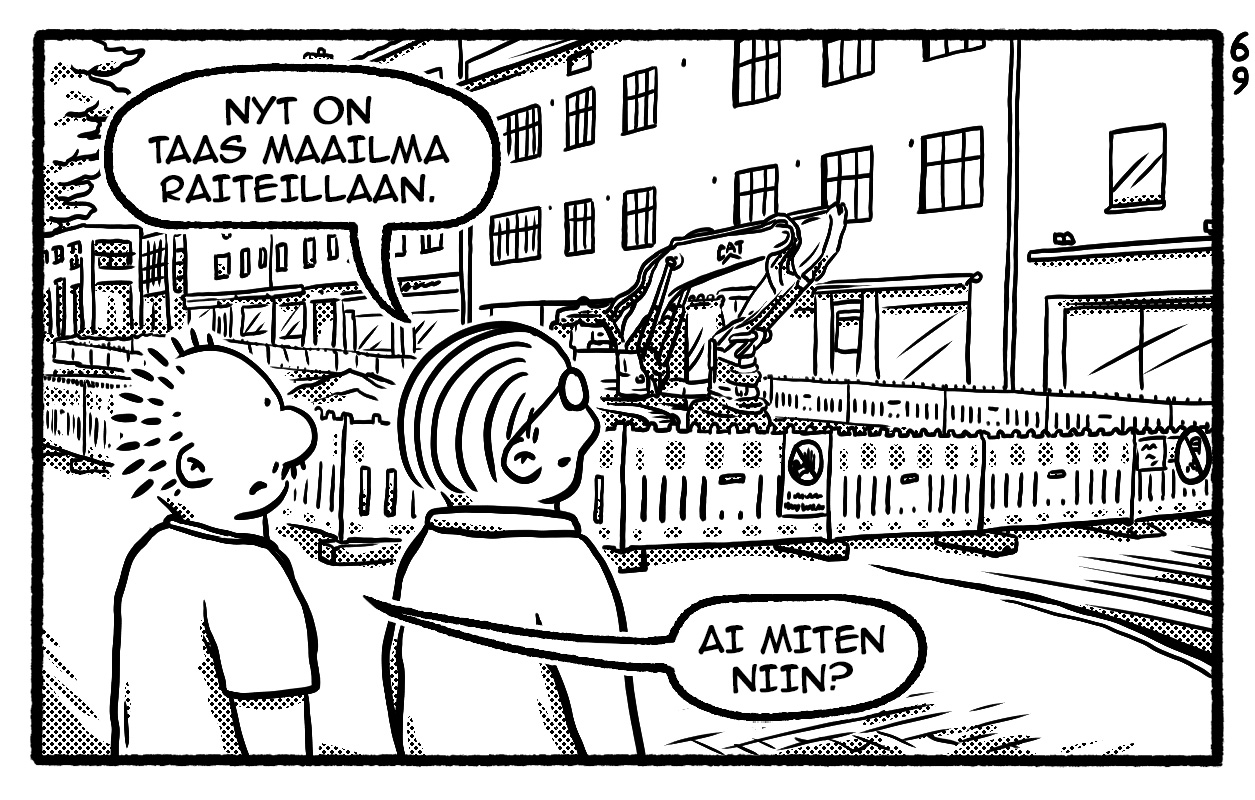 NYT ON
TAAS MAAILMA
RAITEILLAAN.
CAT
AI MITEN
NIIN?
6
9